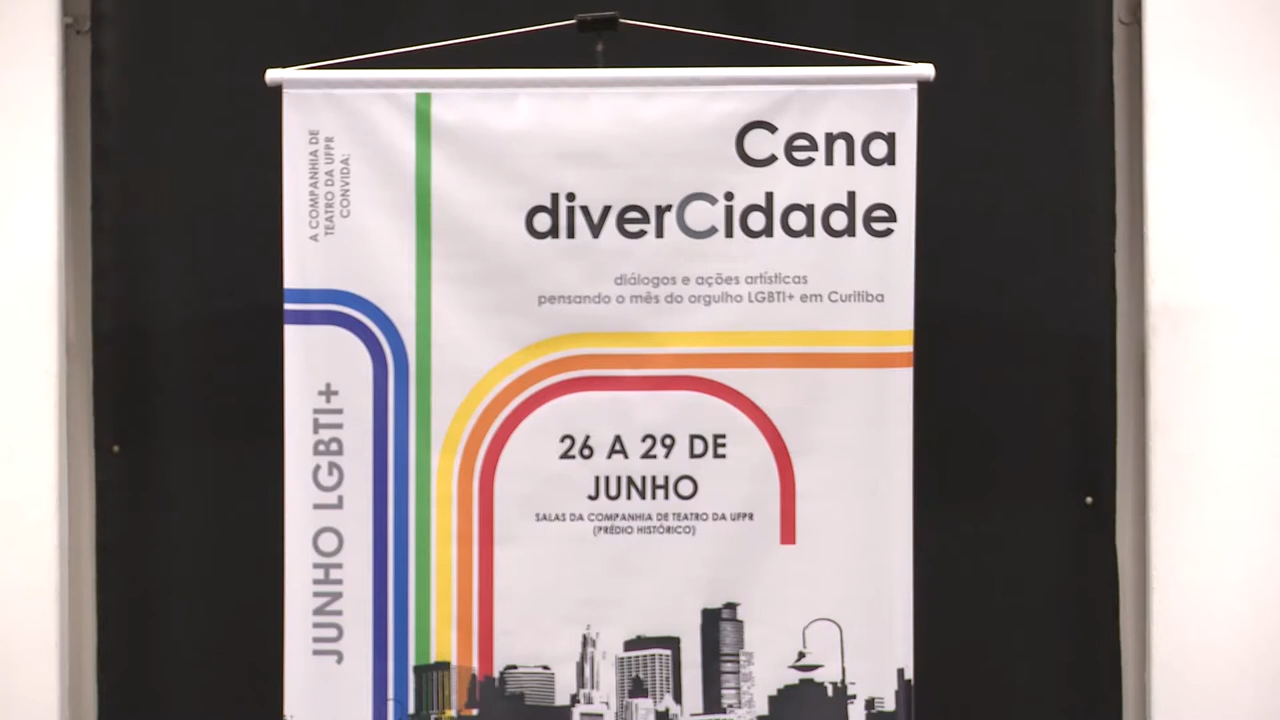 A COMPANHIA DE
TEATRO DA UFPR
CONVIDA:
Cena
diverCidade
diálogos e ações artísticas
pensando o mês do orgulho LGBTI+ em Curitiba
JUNHO LGBTI+
26 A 29 DE
JUNHO
SALAS DA COMPANHIA DE TEATRO DA UFPR
(PRÉDIO HISTÓRICO)